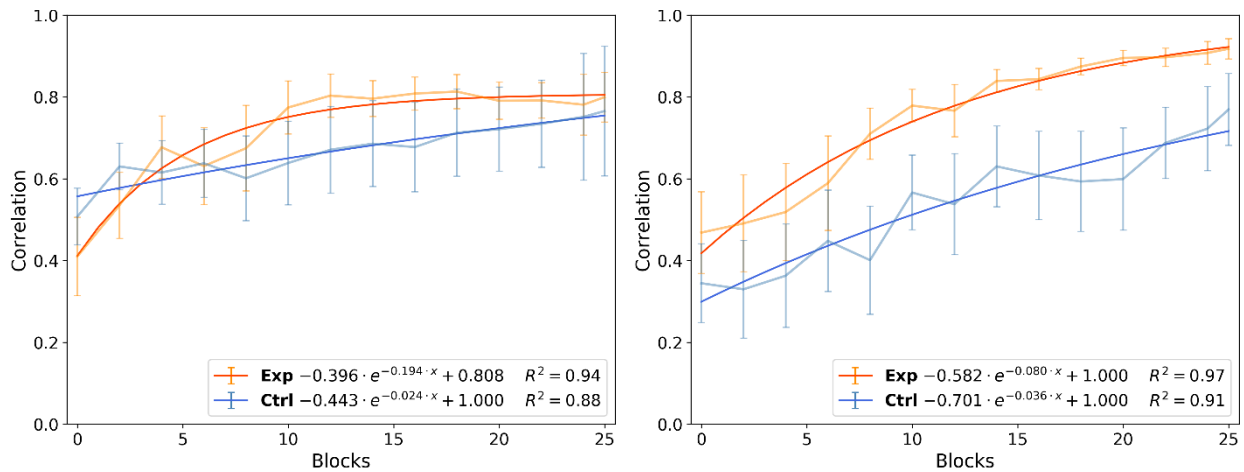 1.0
0.8
0.6
0.4
0.2
0.0
Correlation
Exp −0.396 · e^{−0.194 · x} + 0.808 R² = 0.94
Ctrl −0.443 · e^{−0.024 · x} + 1.000 R² = 0.88
0 5 10 15 20 25
Blocks
1.0
0.8
0.6
0.4
0.2
0.0
Correlation
Exp −0.582 · e^{−0.080 · x} + 1.000 R² = 0.97
Ctrl −0.701 · e^{−0.036 · x} + 1.000 R² = 0.91
0 5 10 15 20 25
Blocks